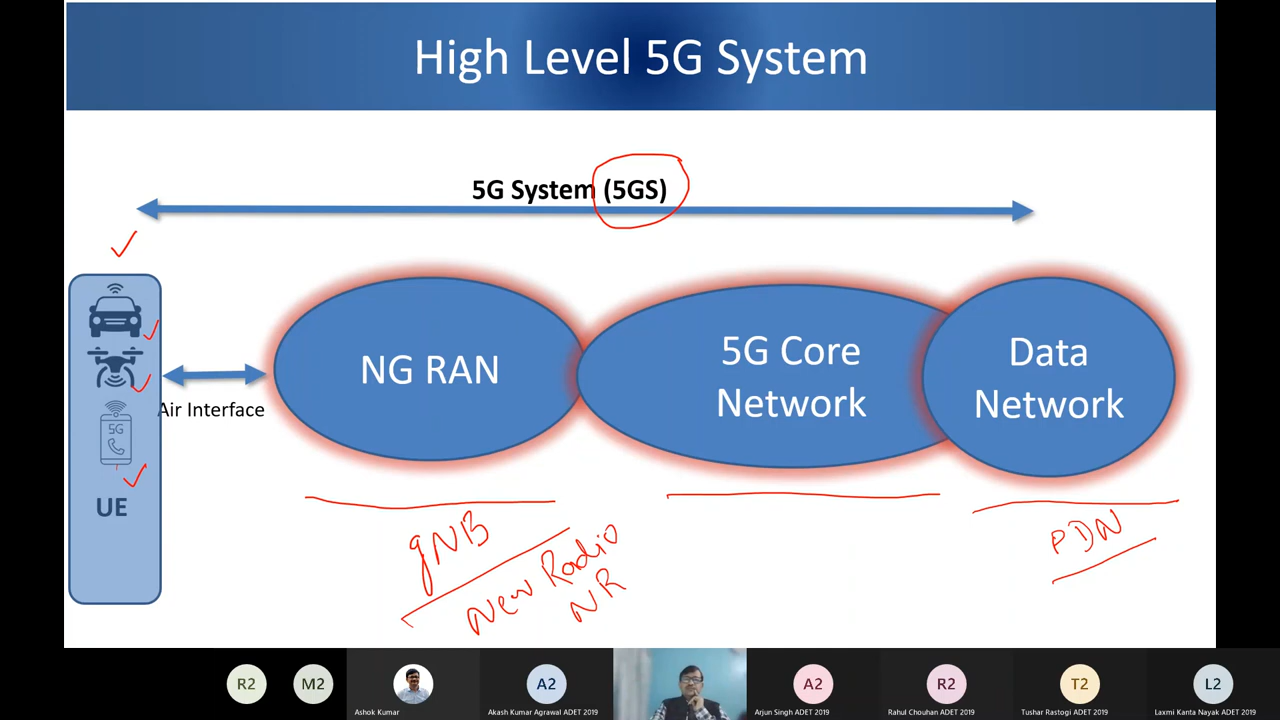 High Level 5G System
5G System (5GS)
NG RAN
5G Core
Network
Data
Network
Air Interface
5G
UE
gNB
New Radio
NR
PDN
R2
M2
A2
A2
R2
T2
L2
Ashok Kumar
Akash Kumar Agrawal ADET 2019
Arjun Singh ADET 2019
Rahul Chouhan ADET 2019
Tushar Rastogi ADET 2019
Laxmi Kanta Nayak ADET 2019